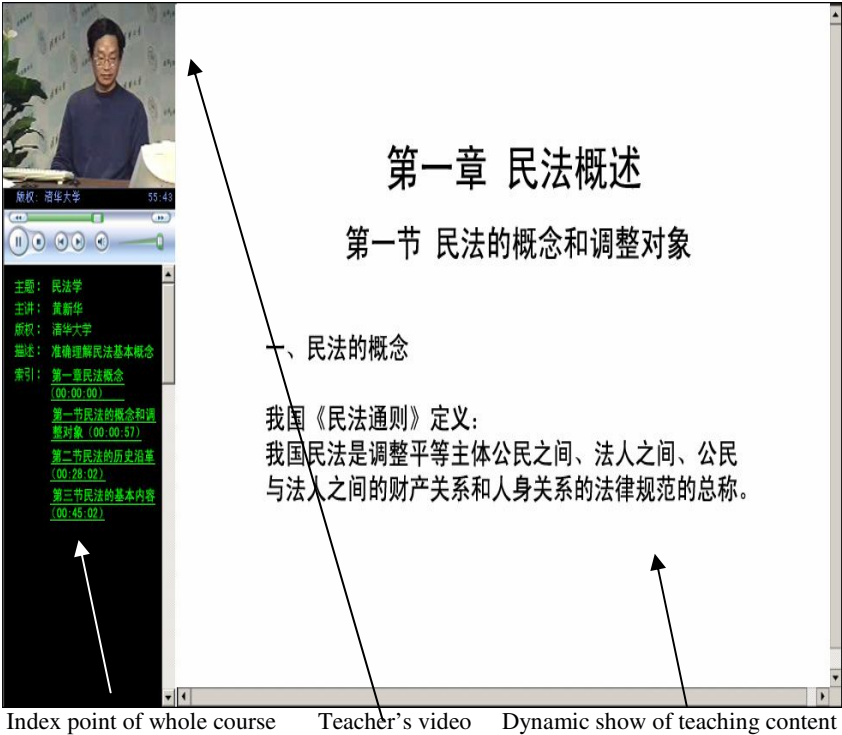 版权: 清华大学 55:43
主题: 民法学
主讲: 黄新华
版权: 清华大学
描述: 准确理解民法基本概念
索引: 第一章民法概念
(00:00:00)
第一节民法的概念和调
整对象 (00:00:57)
第二节民法的历史沿革
(00:28:02)
第三节民法的基本内容
(00:45:02)
第一章 民法概述
第一节 民法的概念和调整对象
一、民法的概念
我国《民法通则》定义:
我国民法是调整平等主体公民之间、法人之间、公民
与法人之间的财产关系和人身关系的法律规范的总称。
Index point of whole course Teacher's video Dynamic show of teaching content